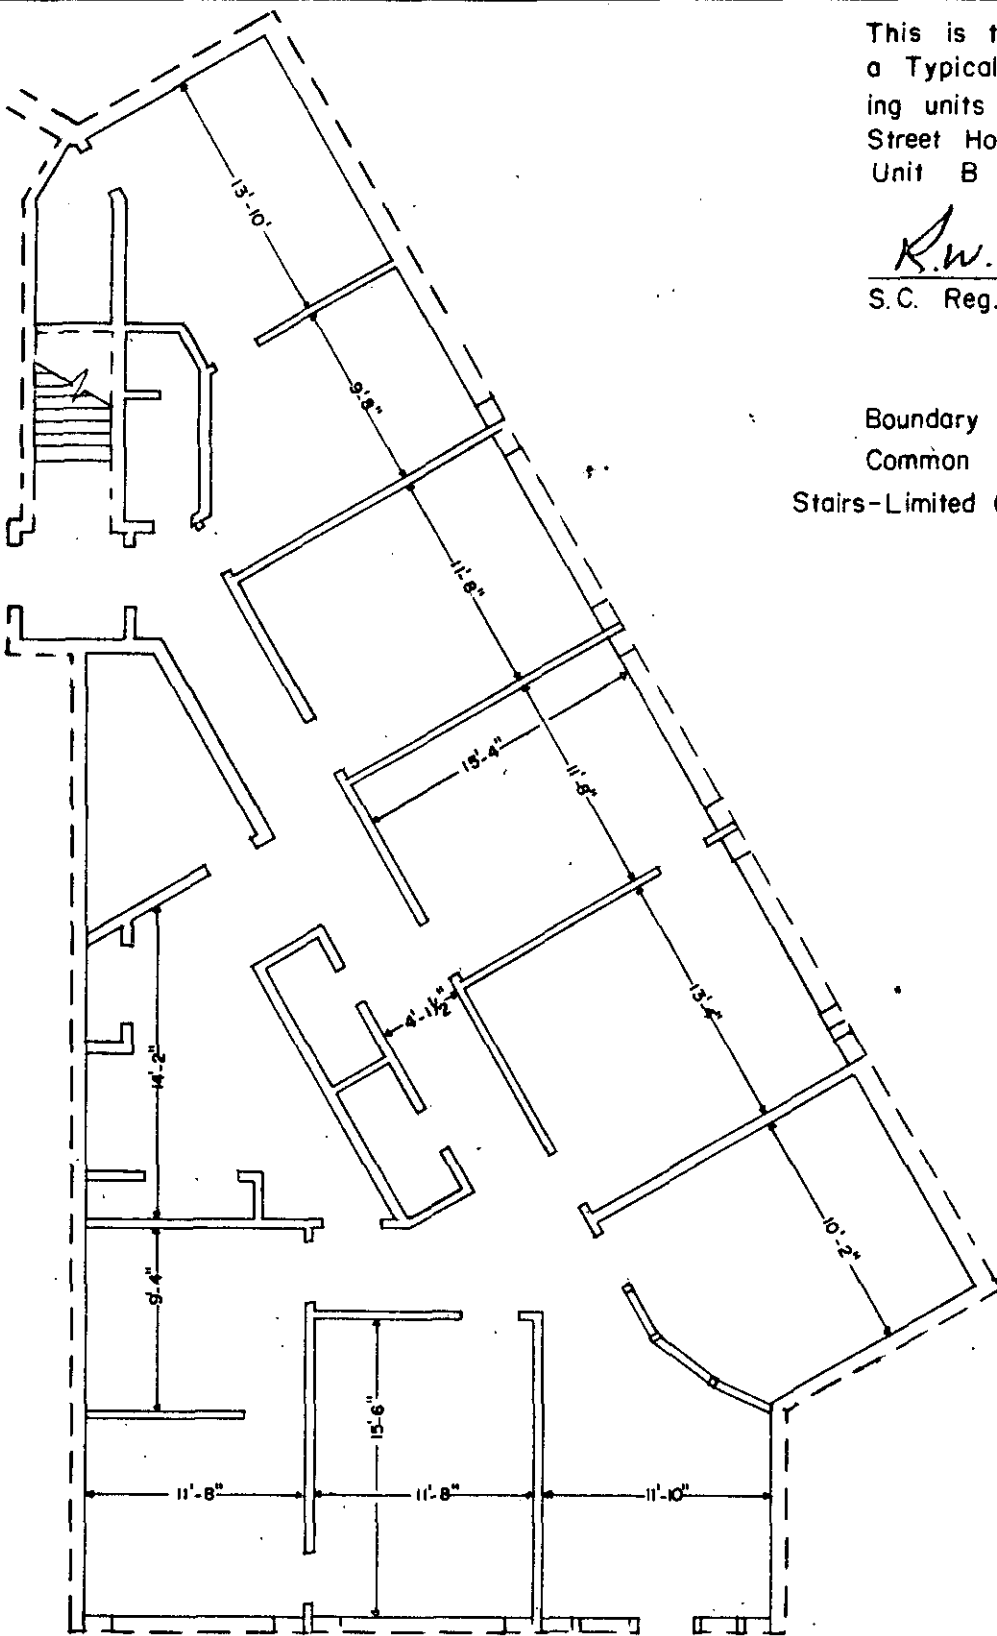 This is t
a Typical
ing units
Street Ho
Unit B
R.W.
S.C. Reg.
Boundary
Common
Stairs-Limited
13'-10"
9'-8"
11'-8"
15'-4"
11'-8"
4'-1½"
13'-4"
14'-2"
10'-2"
9'-4"
15'-6"
11'-8"
11'-8"
11'-10"